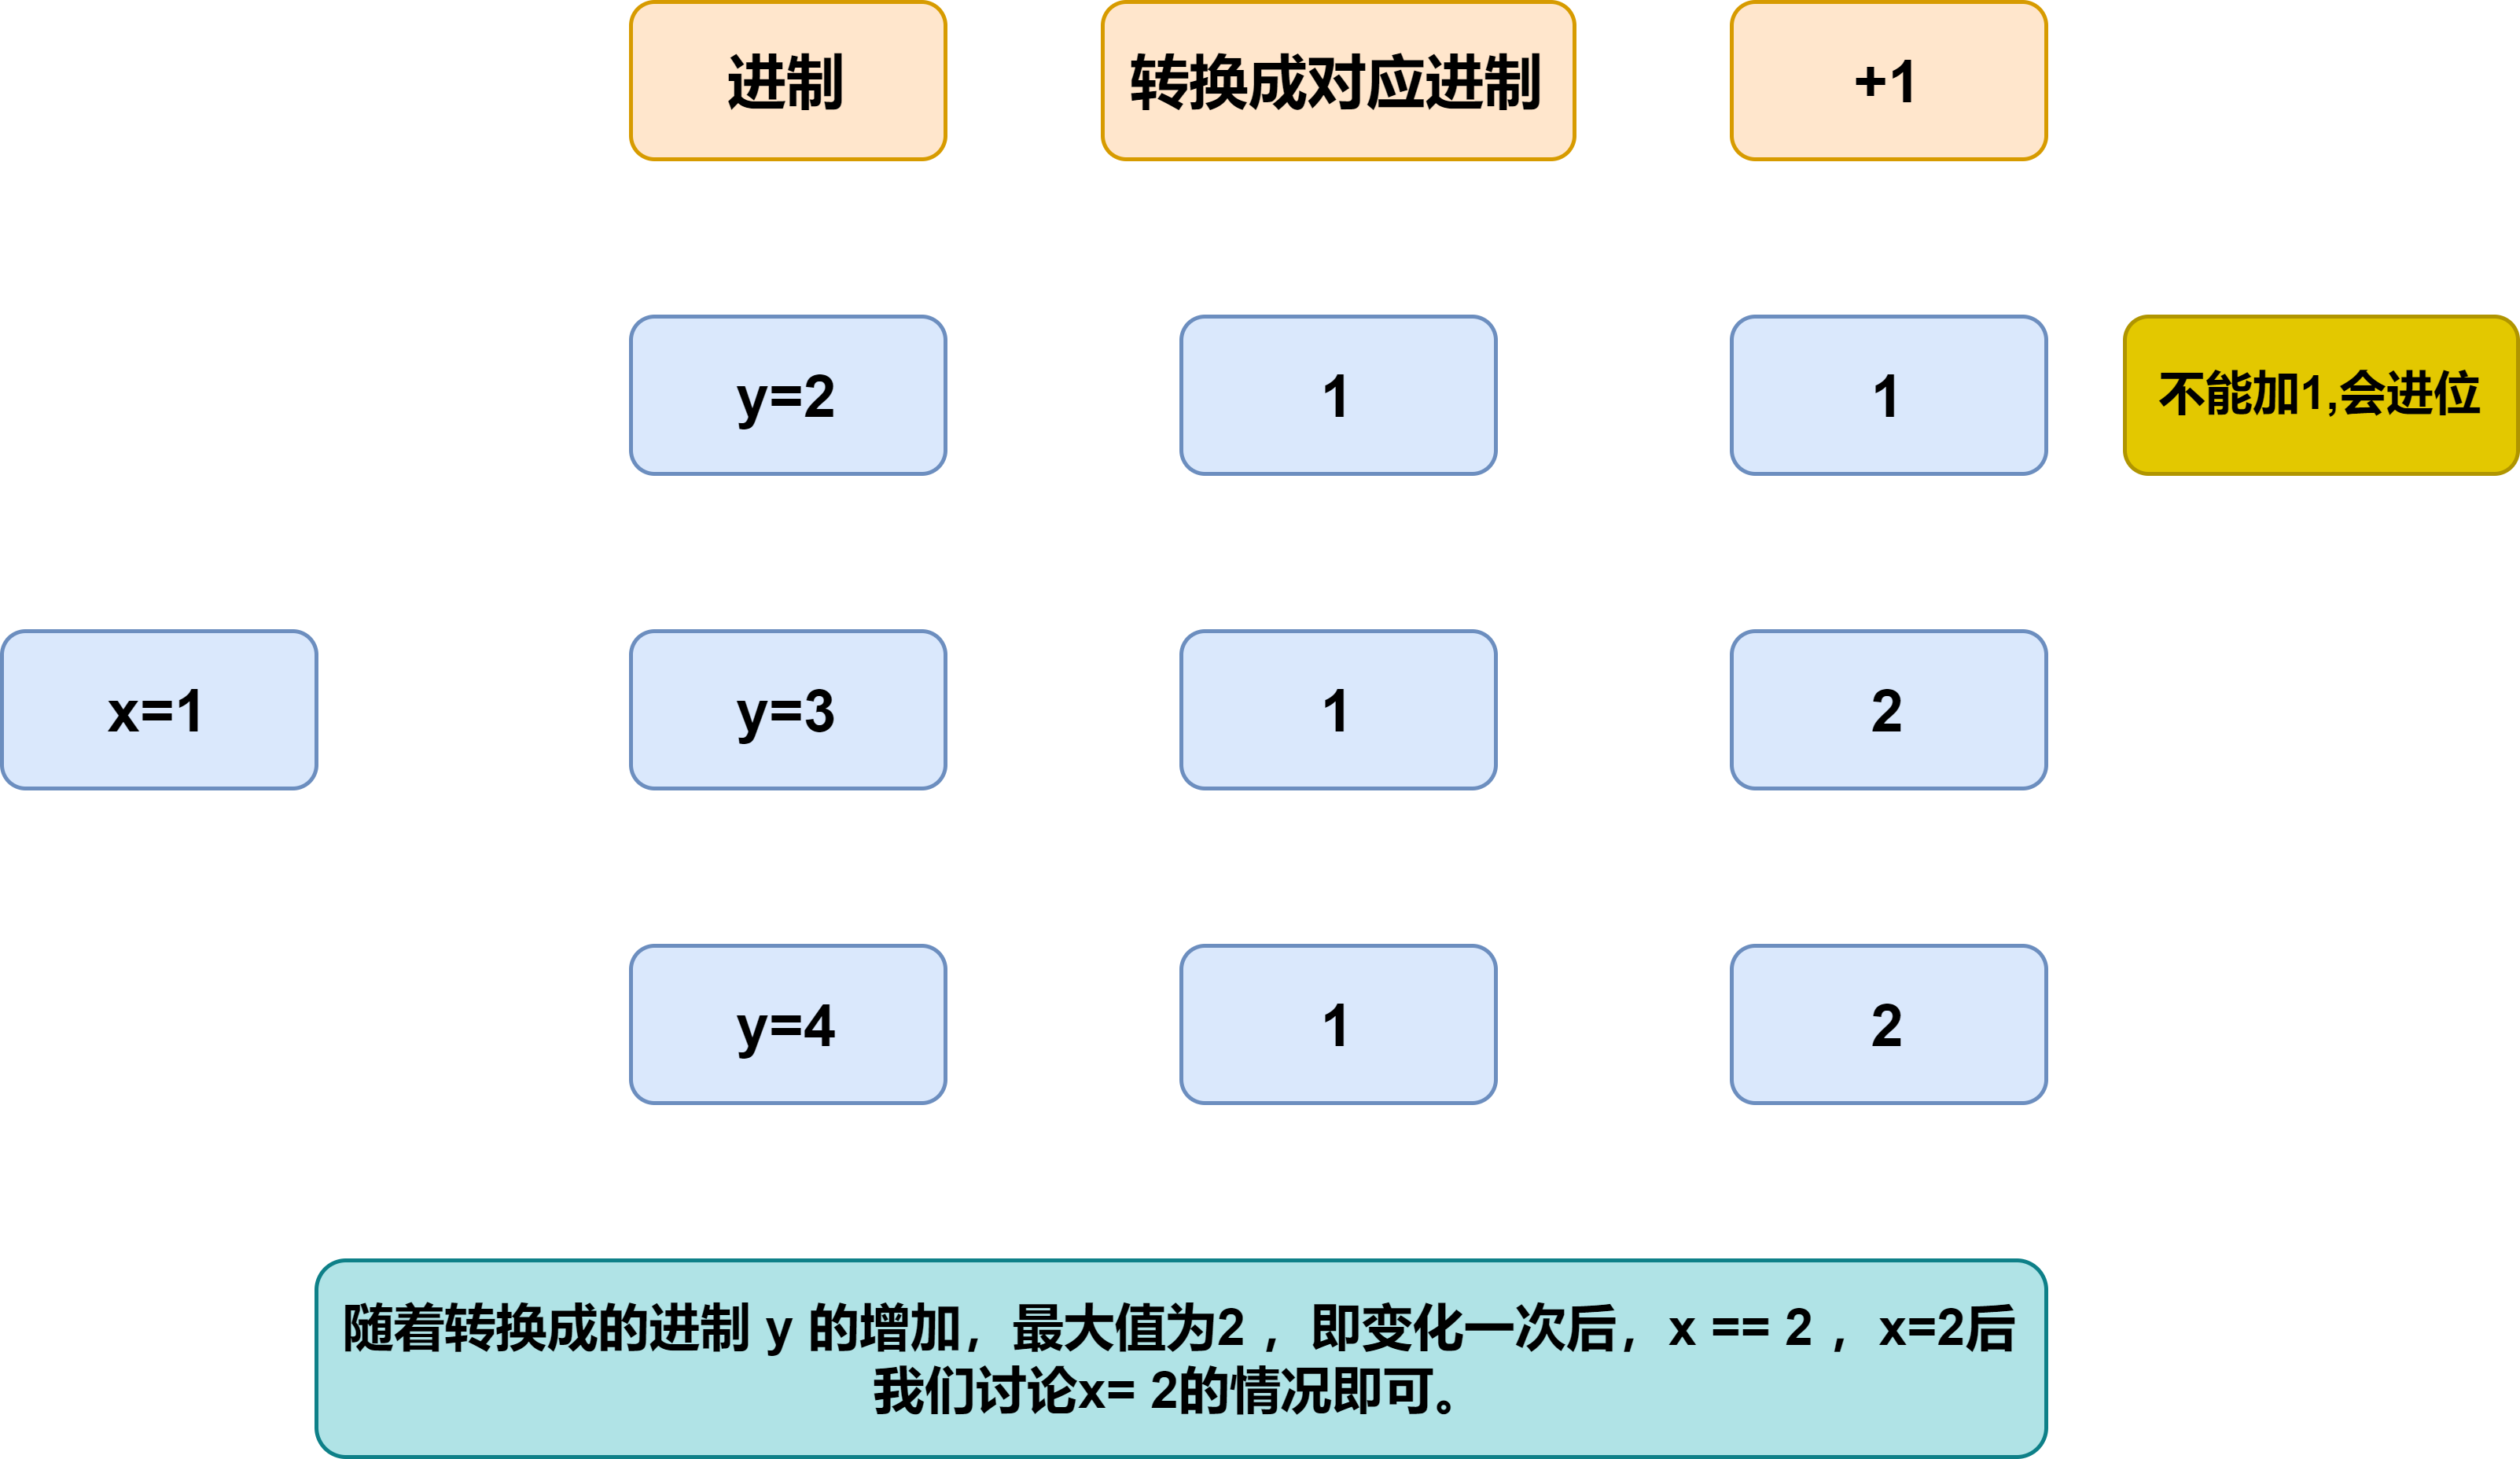 进制
转换成对应进制
+1
y=2
1
1
不能加1,会进位
x=1
y=3
1
2
y=4
1
2
随着转换成的进制 y 的增加，最大值为2 ，即变化一次后，x == 2 ，x=2后
我们讨论x= 2的情况即可。